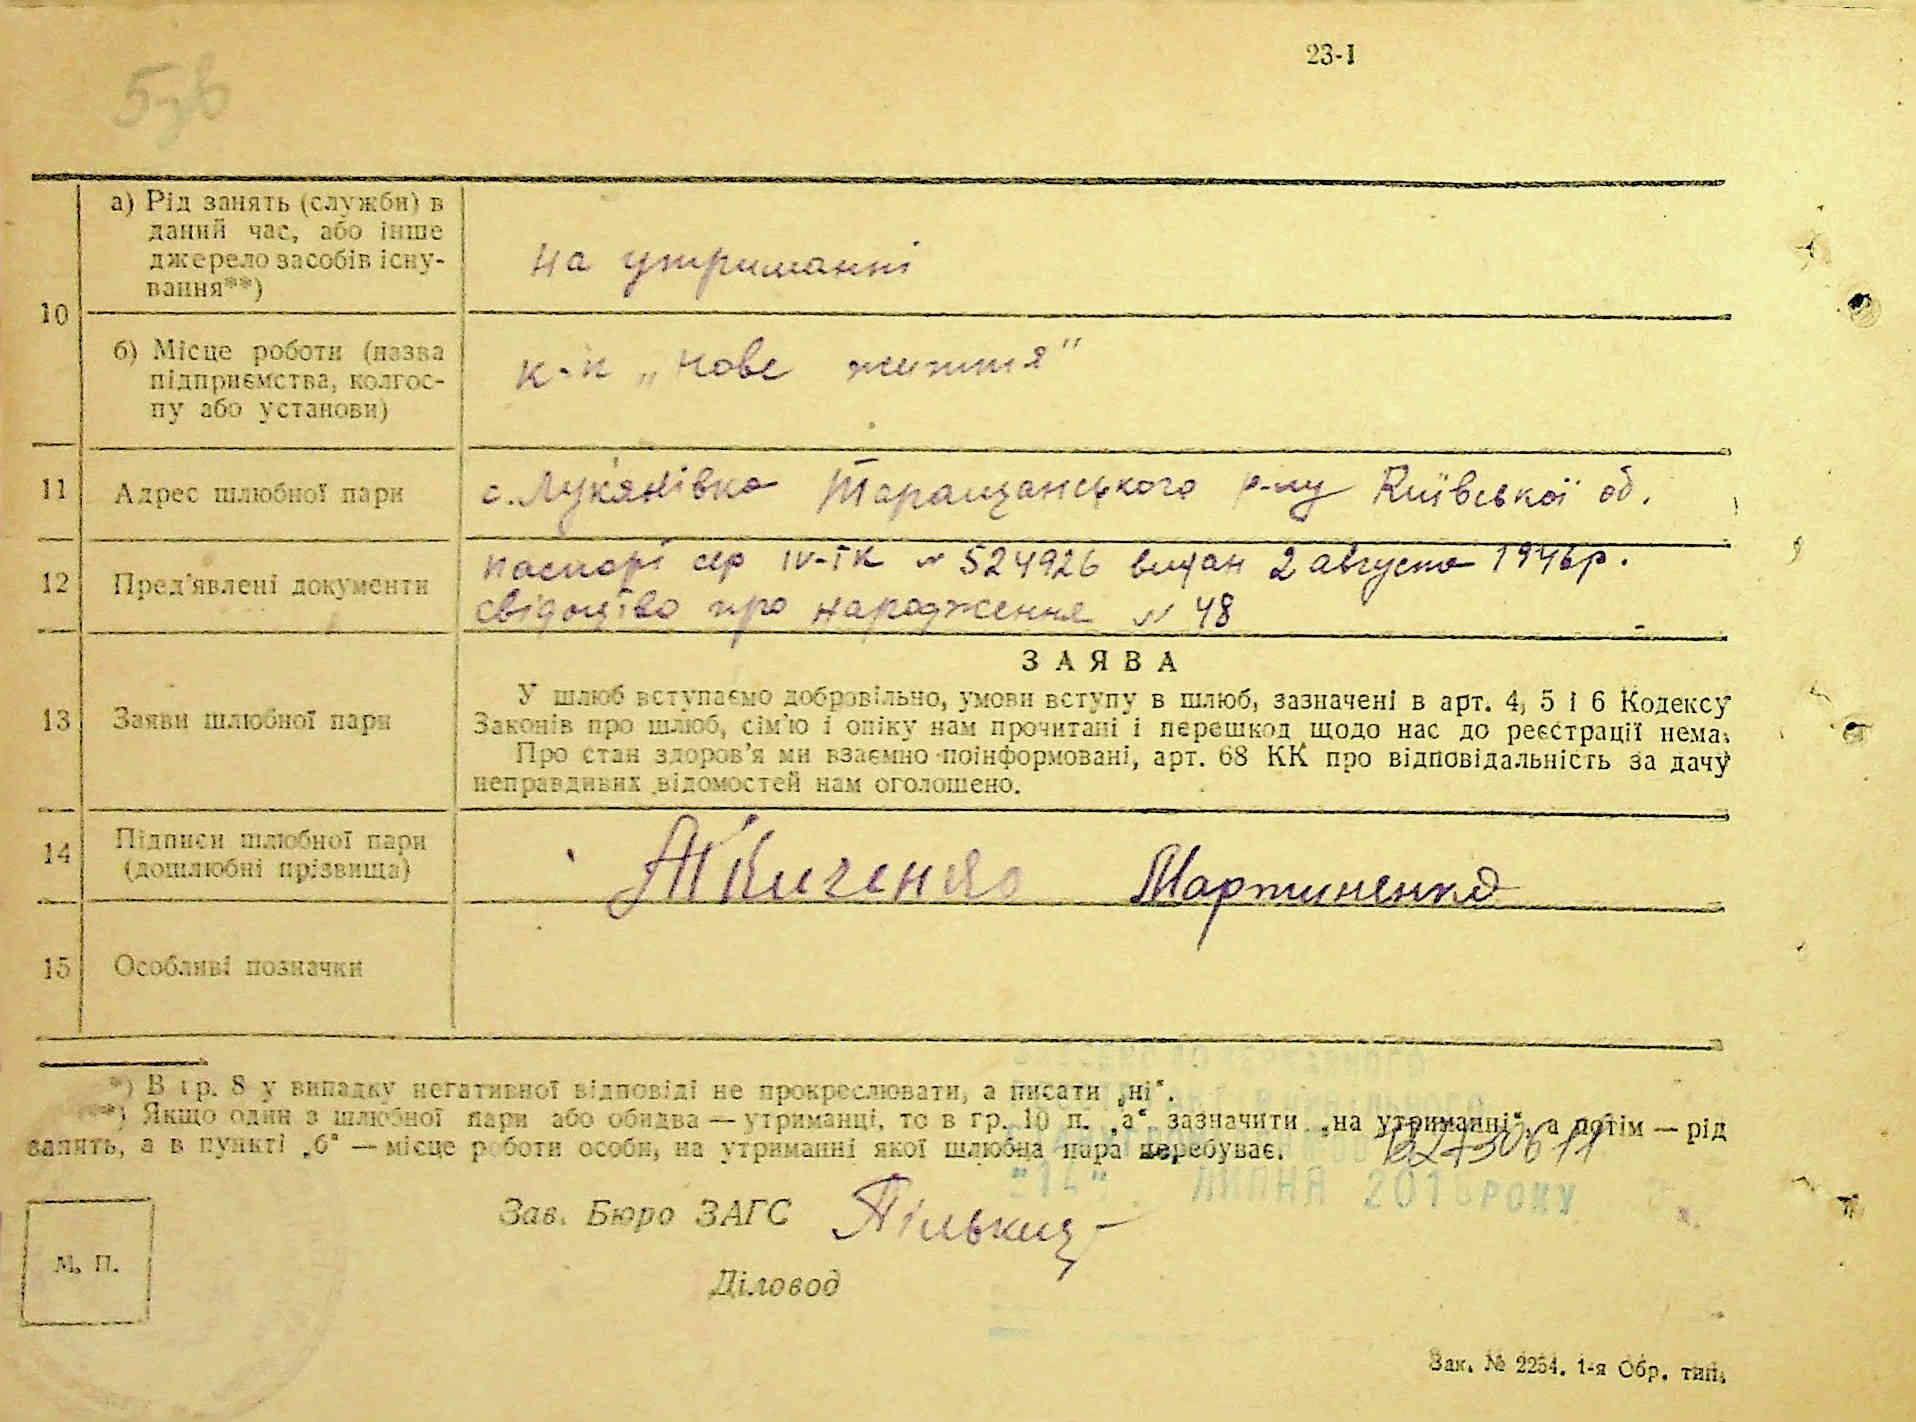 23-I
5зв
10
а) Рід занять (служби) в
даний час, або інше
джерело засобів існу-
вання**)
на утриманні
б) Місце роботи (назва
підприємства, колгос-
пу або установи)
к-п „Нове життя"
11
Адрес шлюбної пари
с. Лук'янівка Таращанського р-ну Київської об.
12
Пред'явлені документи
паспорт сер IV-ГК № 524926 видан 2 августа 1946р.
свідоцтво про народження № 48
13
Заяви шлюбної пари
ЗАЯВА
У шлюб вступаємо добровільно, умови вступу в шлюб, зазначені в арт. 4, 5 і 6 Кодексу
Законів про шлюб, сім'ю і опіку нам прочитані і перешкод щодо нас до реєстрації нема.
Про стан здоров'я ми взаємно поінформовані, арт. 68 КК про відповідальність за дачу
неправдивих відомостей нам оголошено.
14
Підписи шлюбної пари
(дошлюбні прізвища)
Мартиненко
15
Особливі позначки
*) В гр. 8 у випадку негативної відповіді не прокреслювати, а писати „ні“.
**) Якщо один з шлюбної пари або обидва — утриманці, то в гр. 10 п. „а“ зазначити „на утриманні“, а потім — рід
занять, а в пункті „б“ — місце роботи особи, на утриманні якої шлюбна пара перебуває.
"14" ЛИПНЯ РОКУ
Зав. Бюро ЗАГС
Діловод
М. П.
Зак. № 2254. 1-я Обр. тип.